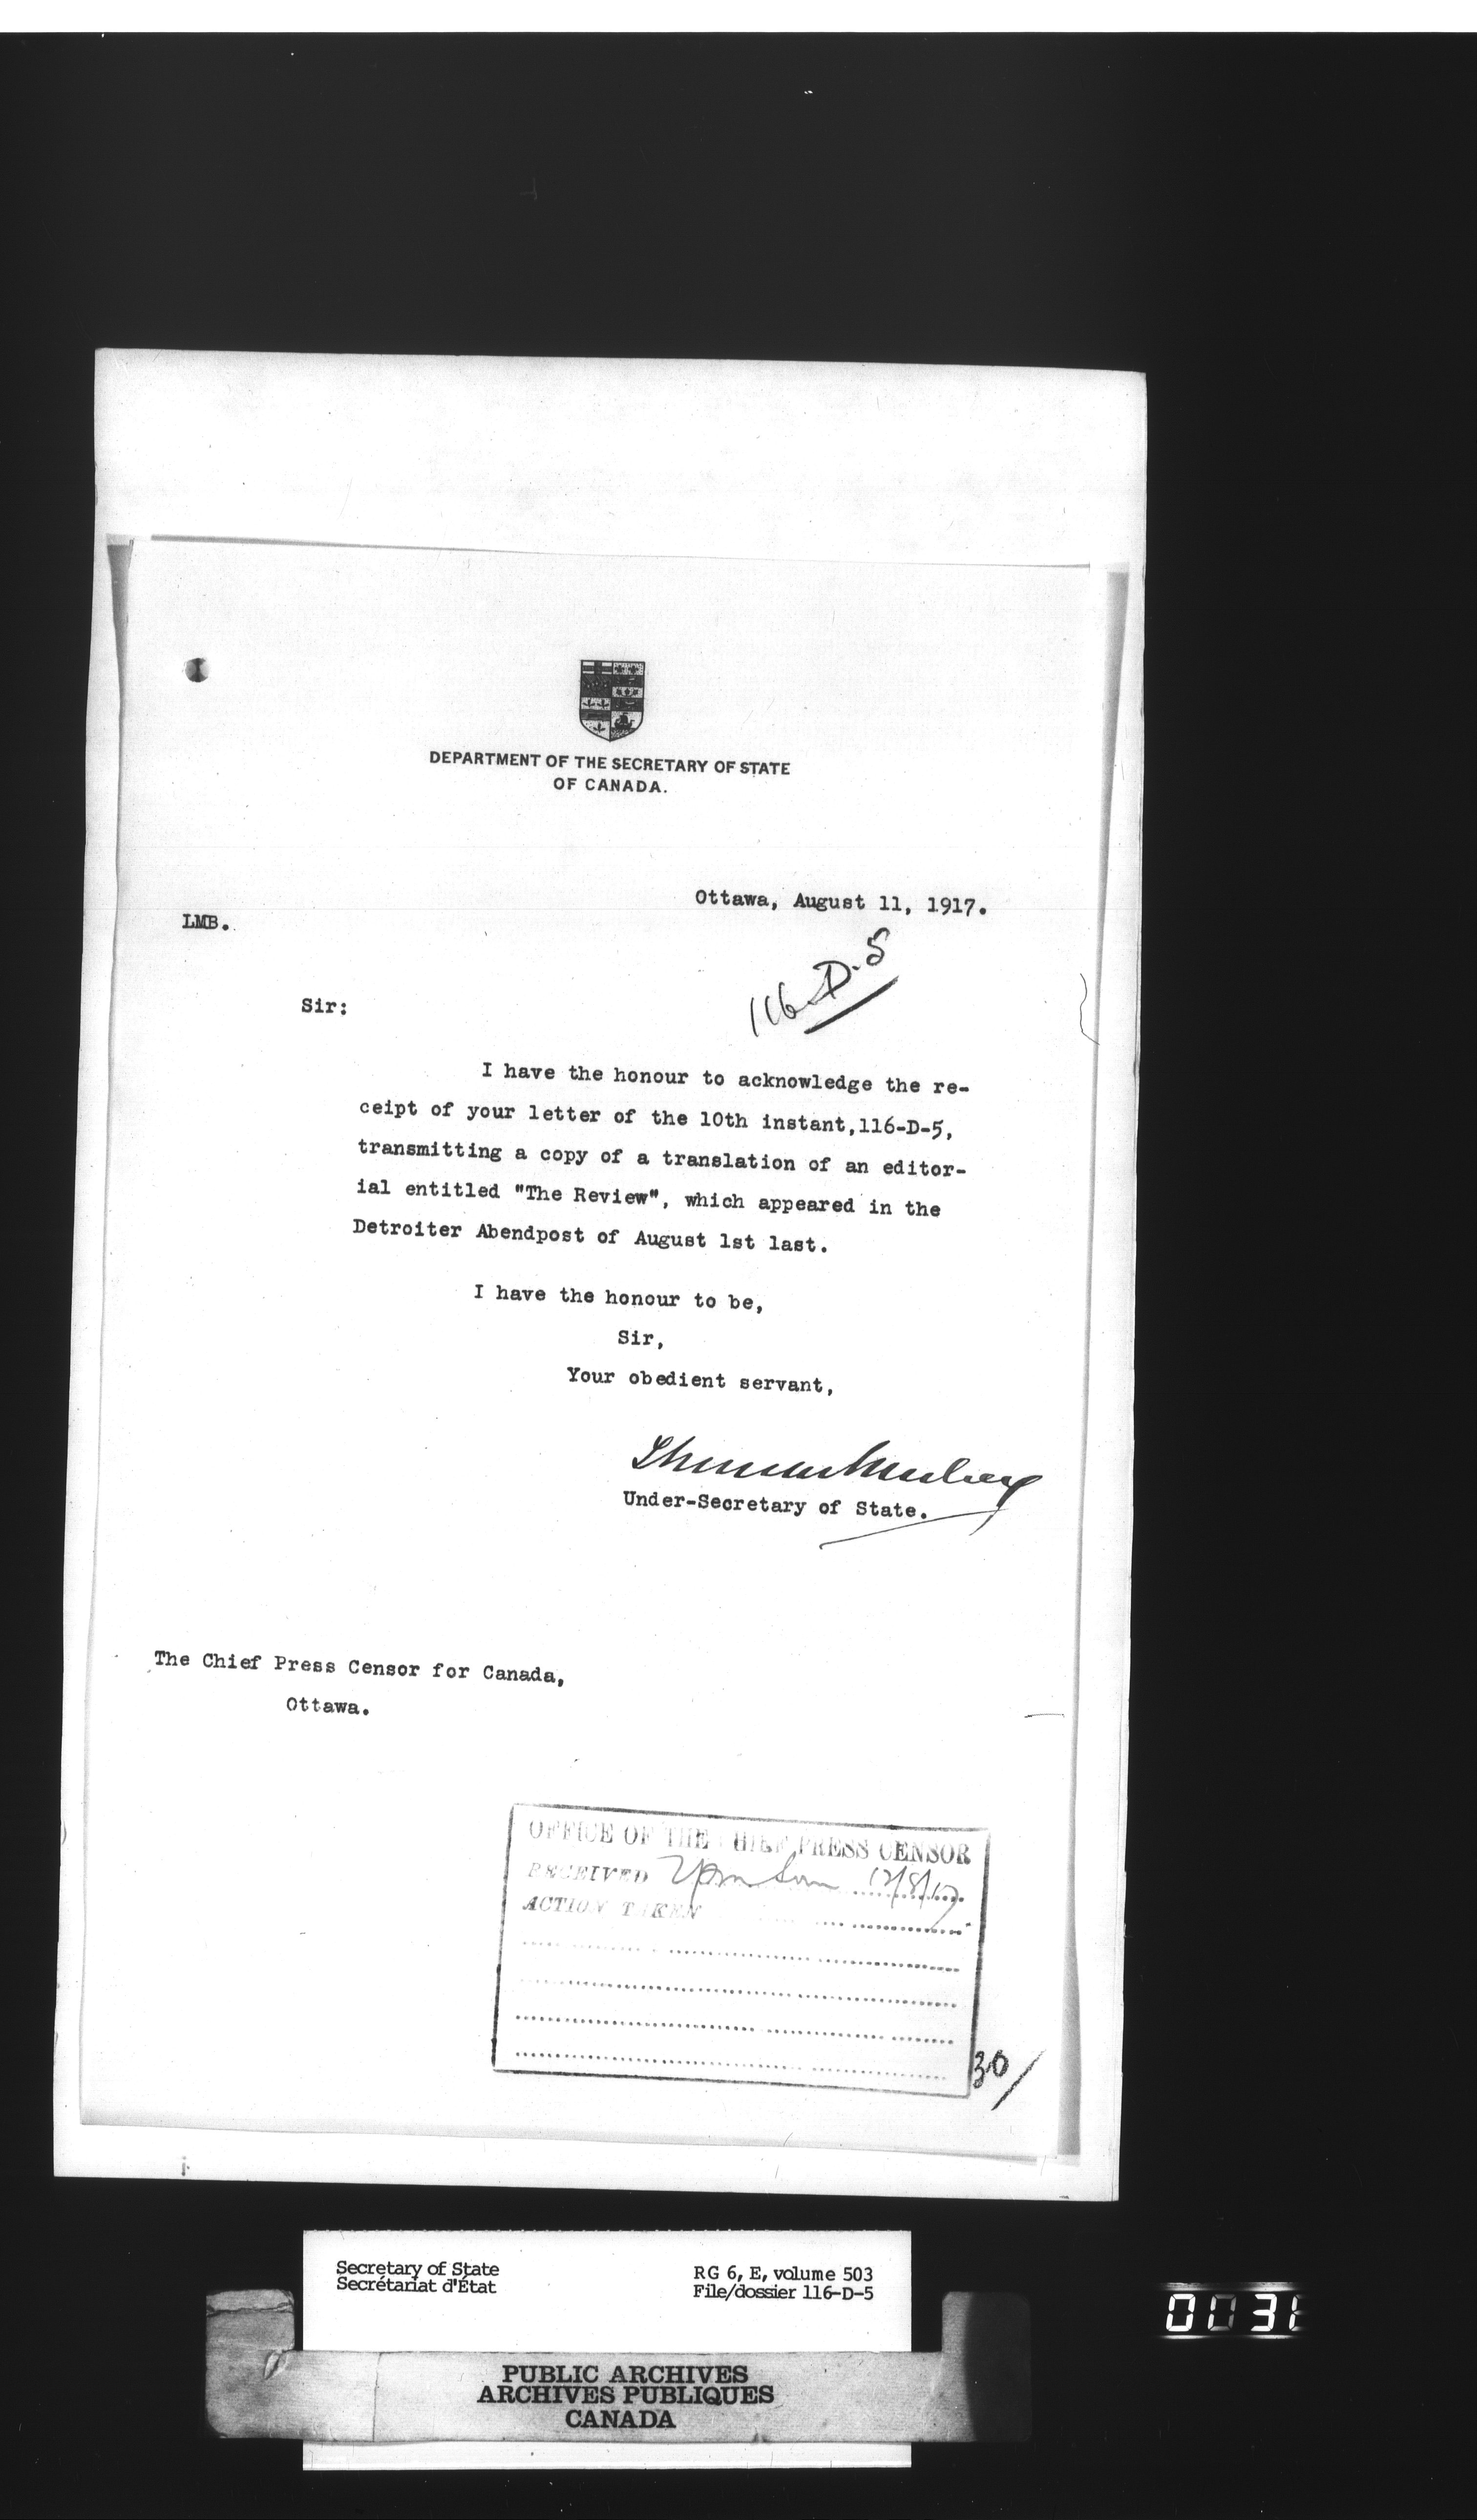 DEPARTMENT OF THE SECRETARY OF STATE
OF CANADA.
Ottawa, August 11, 1917.
LMB.
116-D-5
Sir:
I have the honour to acknowledge the re-
ceipt of your letter of the 10th instant,116-D-5,
transmitting a copy of a translation of an editor-
ial entitled "The Review", which appeared in the
Detroiter Abendpost of August 1st last.
I have the honour to be,
Sir,
Your obedient servant,
Under-Secretary of State.
The Chief Press Censor for Canada,
Ottawa.
OFFICE OF THE CHIEF PRESS CENSOR
RECEIVED 12/8/17
ACTION TAKEN
30/
Secretary of State
Secrétariat d'État
RG 6, E, volume 503
File/dossier 116-D-5
PUBLIC ARCHIVES
ARCHIVES PUBLIQUES
CANADA